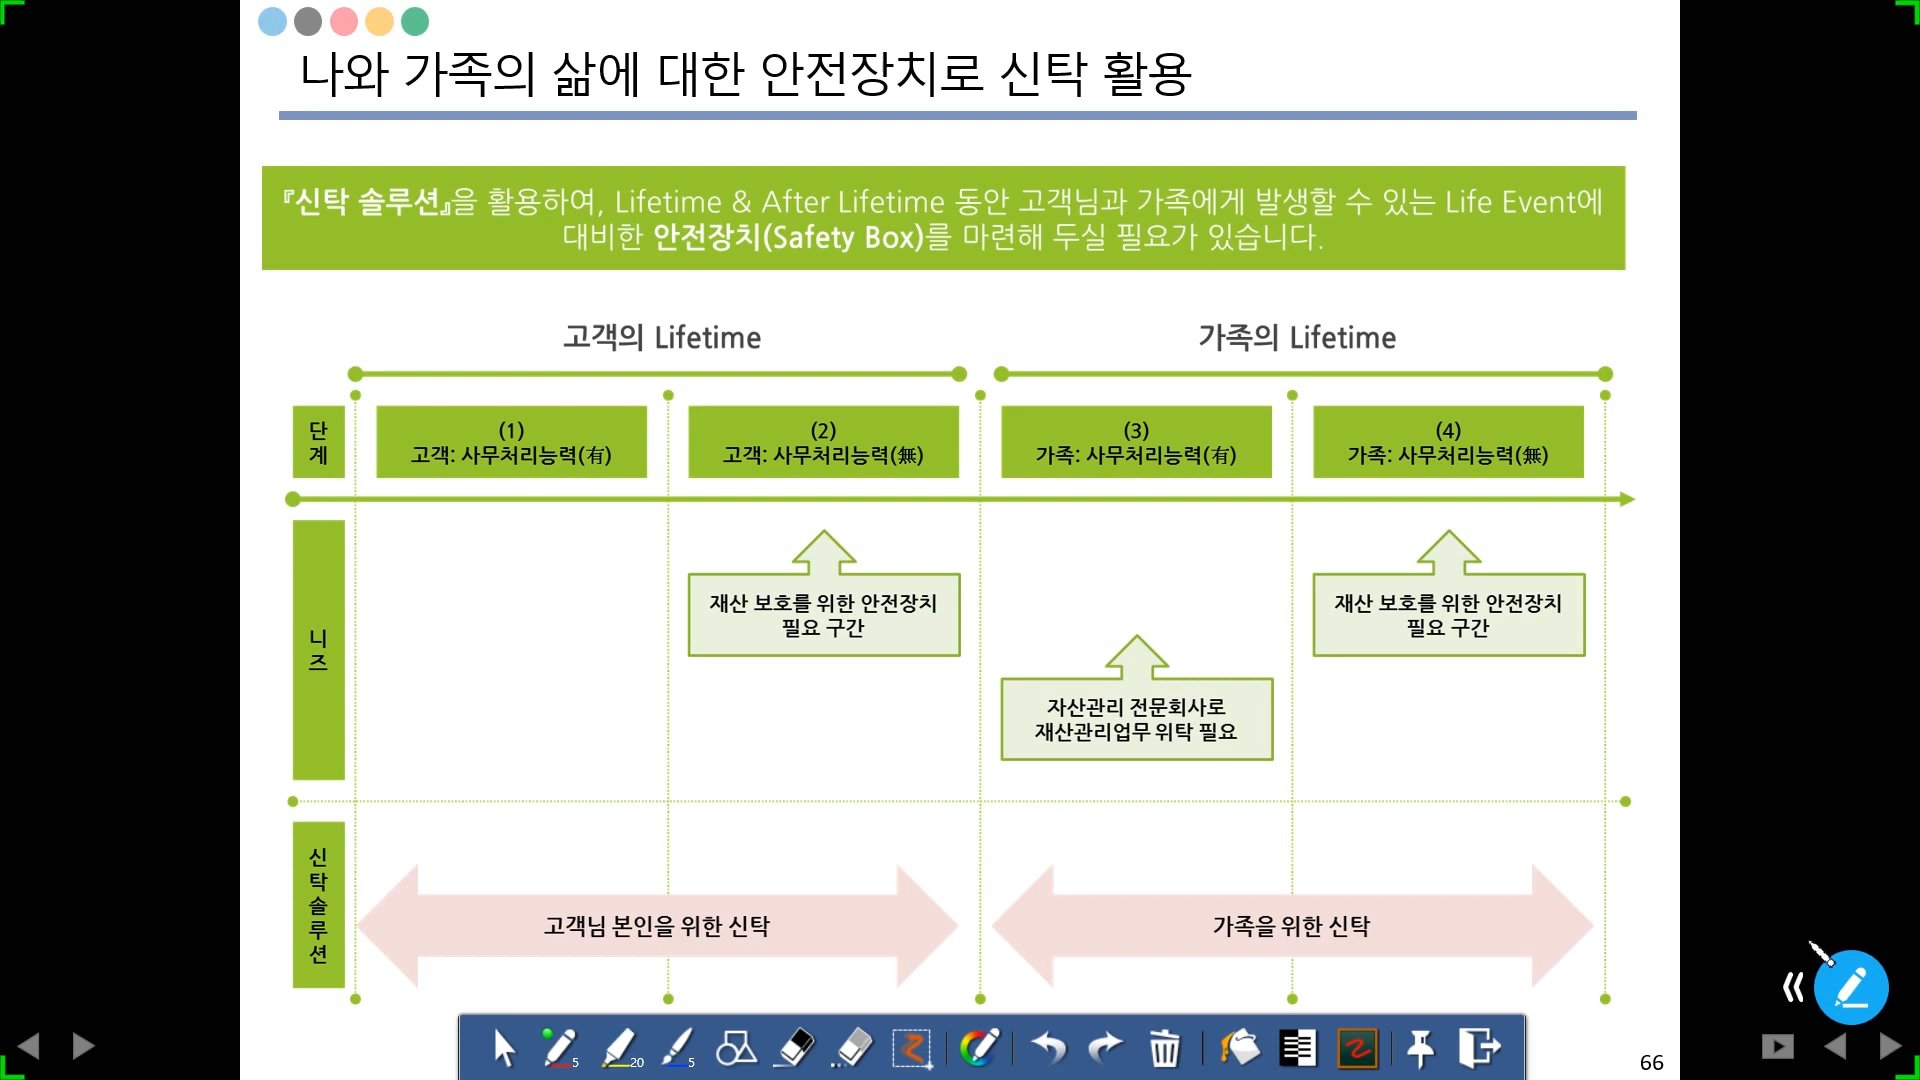 나와 가족의 삶에 대한 안전장치로 신탁 활용
『신탁 솔루션』을 활용하여, Lifetime & After Lifetime 동안 고객님과 가족에게 발생할 수 있는 Life Event에
대비한 안전장치(Safety Box)를 마련해 두실 필요가 있습니다.
고객의 Lifetime
가족의 Lifetime
단계
(1)
고객: 사무처리능력(有)
(2)
고객: 사무처리능력(無)
(3)
가족: 사무처리능력(有)
(4)
가족: 사무처리능력(無)
니즈
재산 보호를 위한 안전장치
필요 구간
자산관리 전문회사로
재산관리업무 위탁 필요
재산 보호를 위한 안전장치
필요 구간
신탁솔루션
고객님 본인을 위한 신탁
가족을 위한 신탁
5
20
5
66